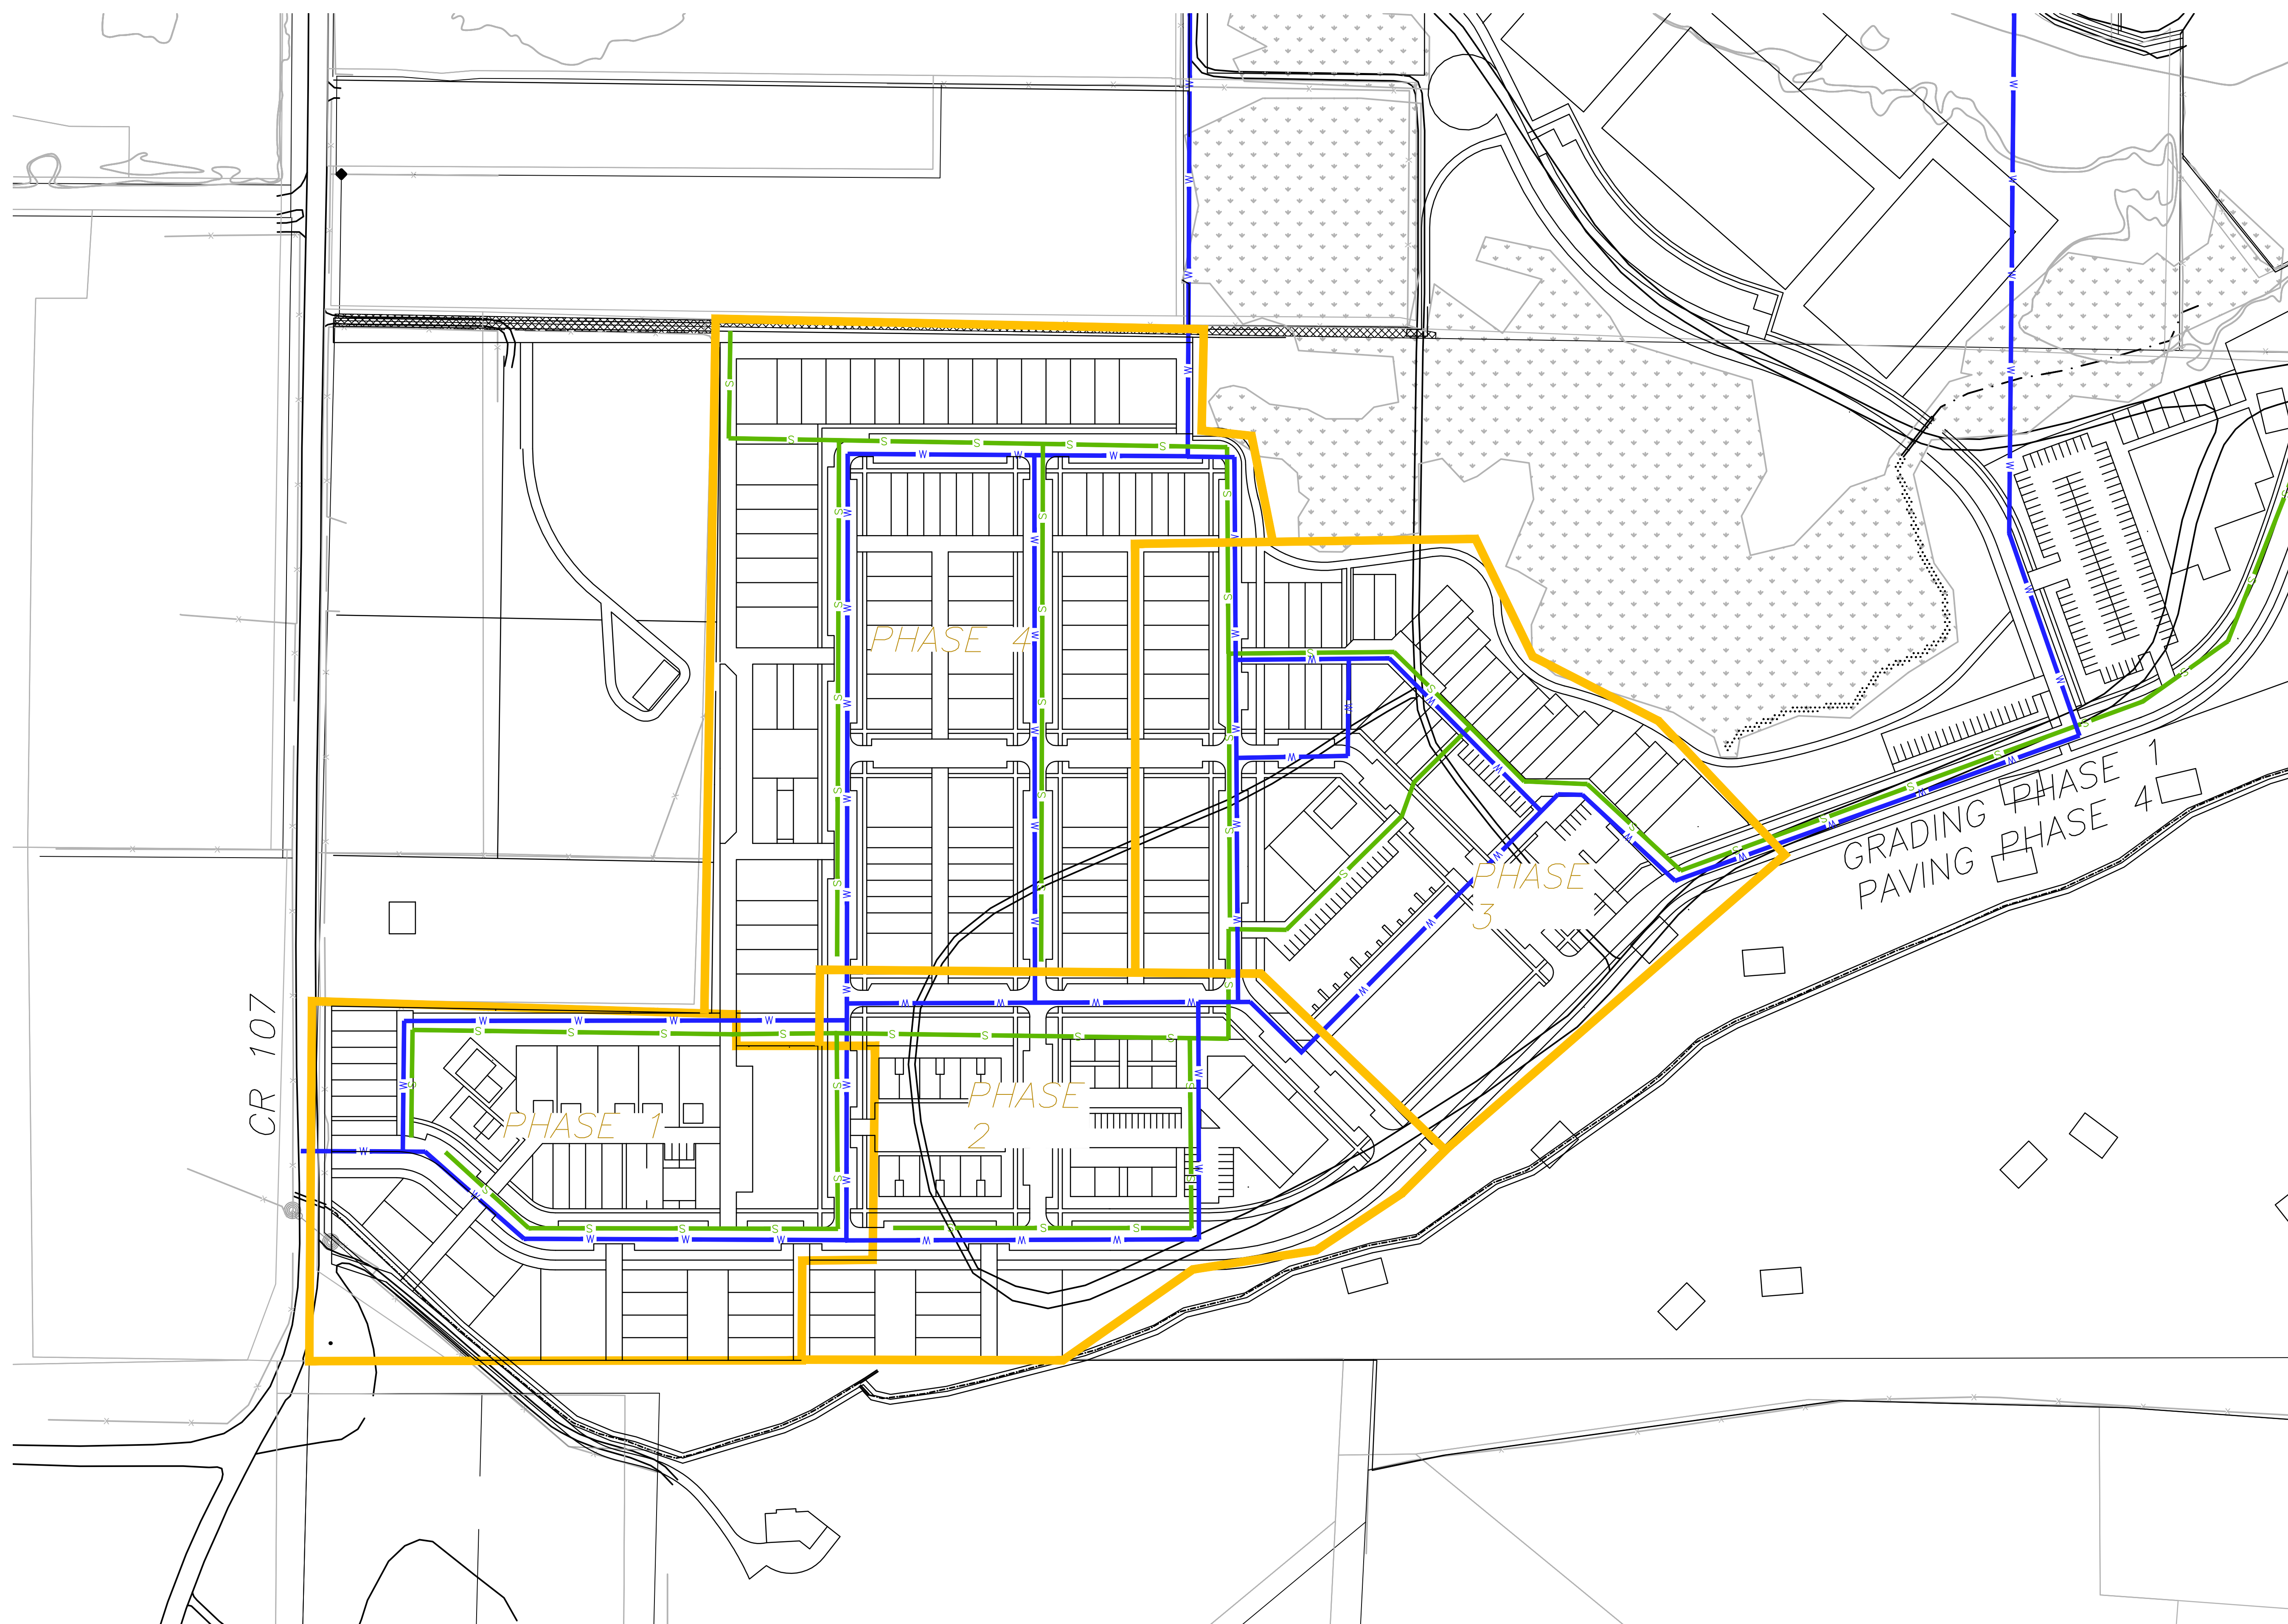 PHASE 4
PHASE
3
GRADING PHASE 1
PAVING PHASE 4
CR 107
PHASE 1
PHASE
2